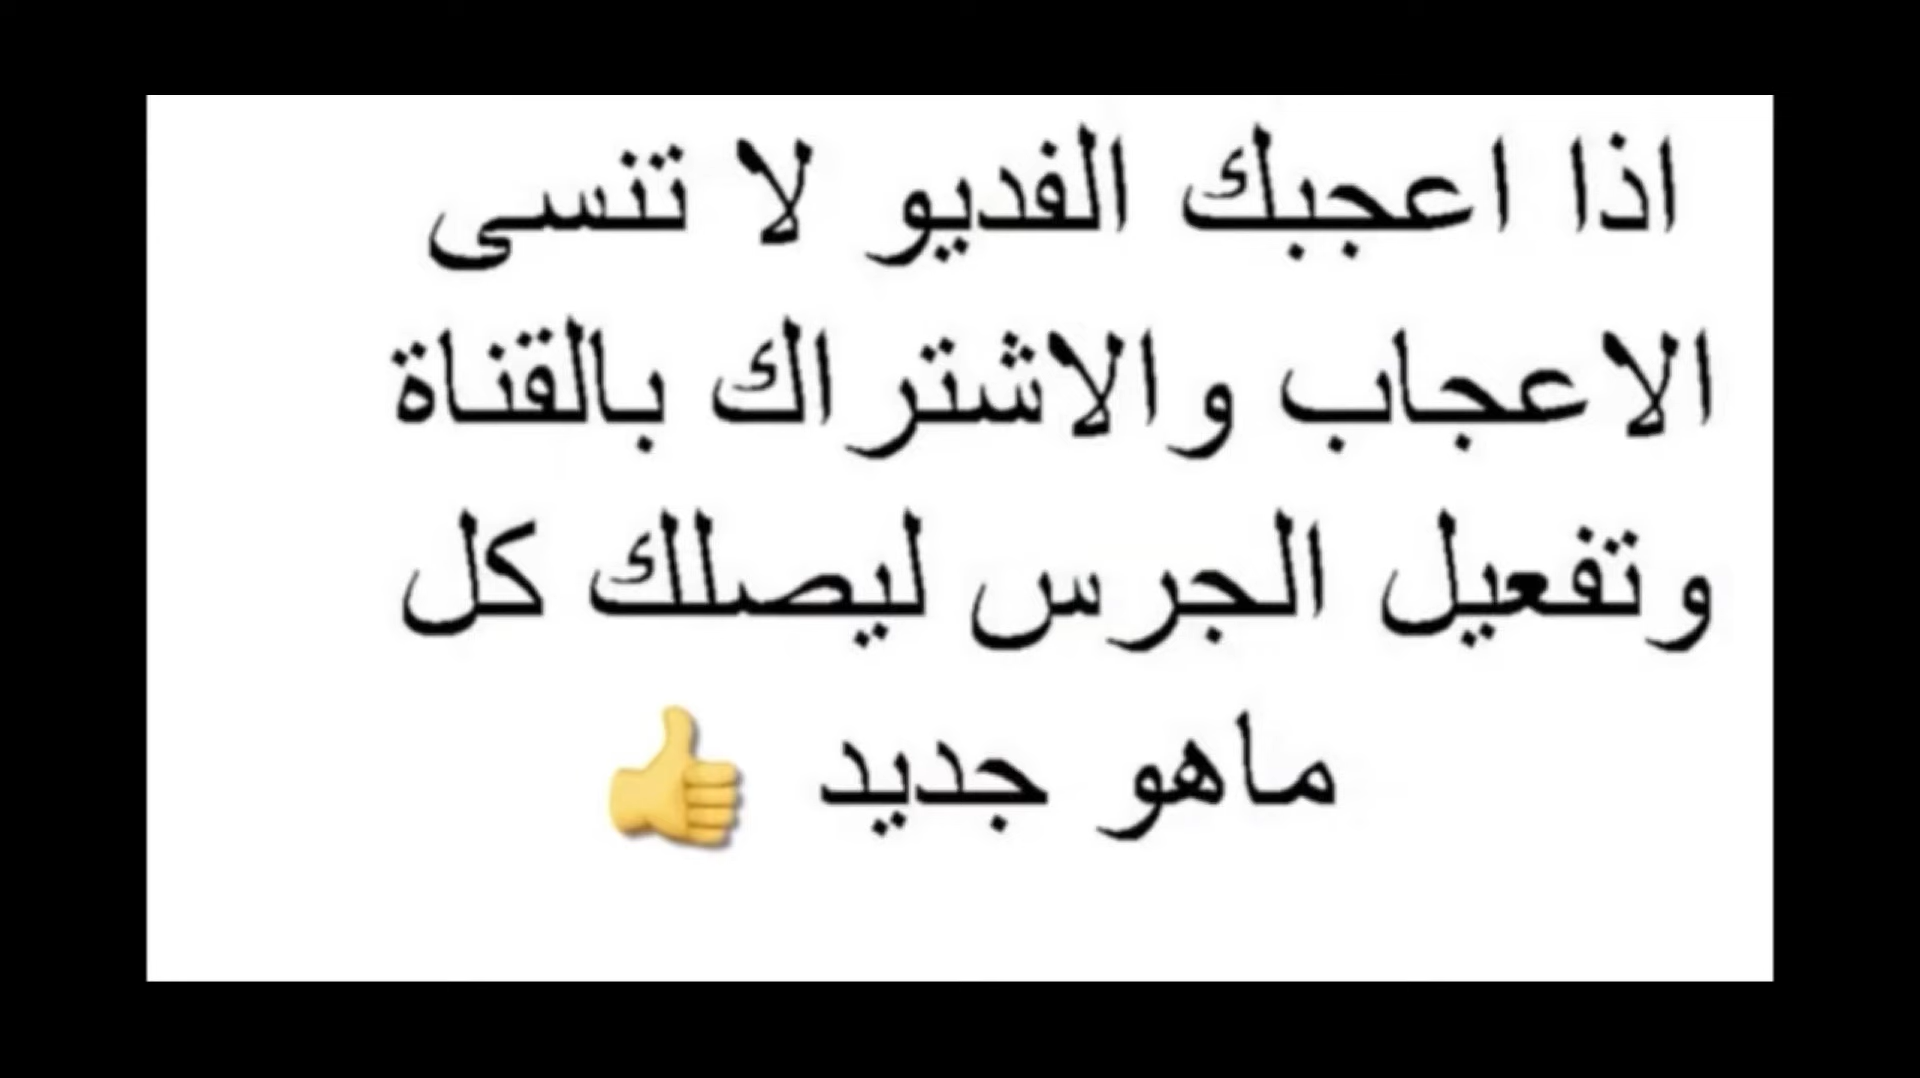 اذا اعجبك الفديو لا تنسى
الاعجاب والاشتراك بالقناة
وتفعيل الجرس ليصلك كل
ماهو جديد 👍